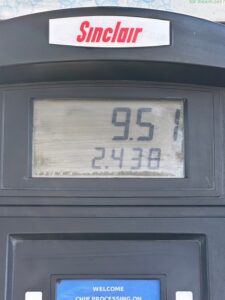 Sinclair
9.51
2.438
WELCOME
CHIP PROCESSING ON